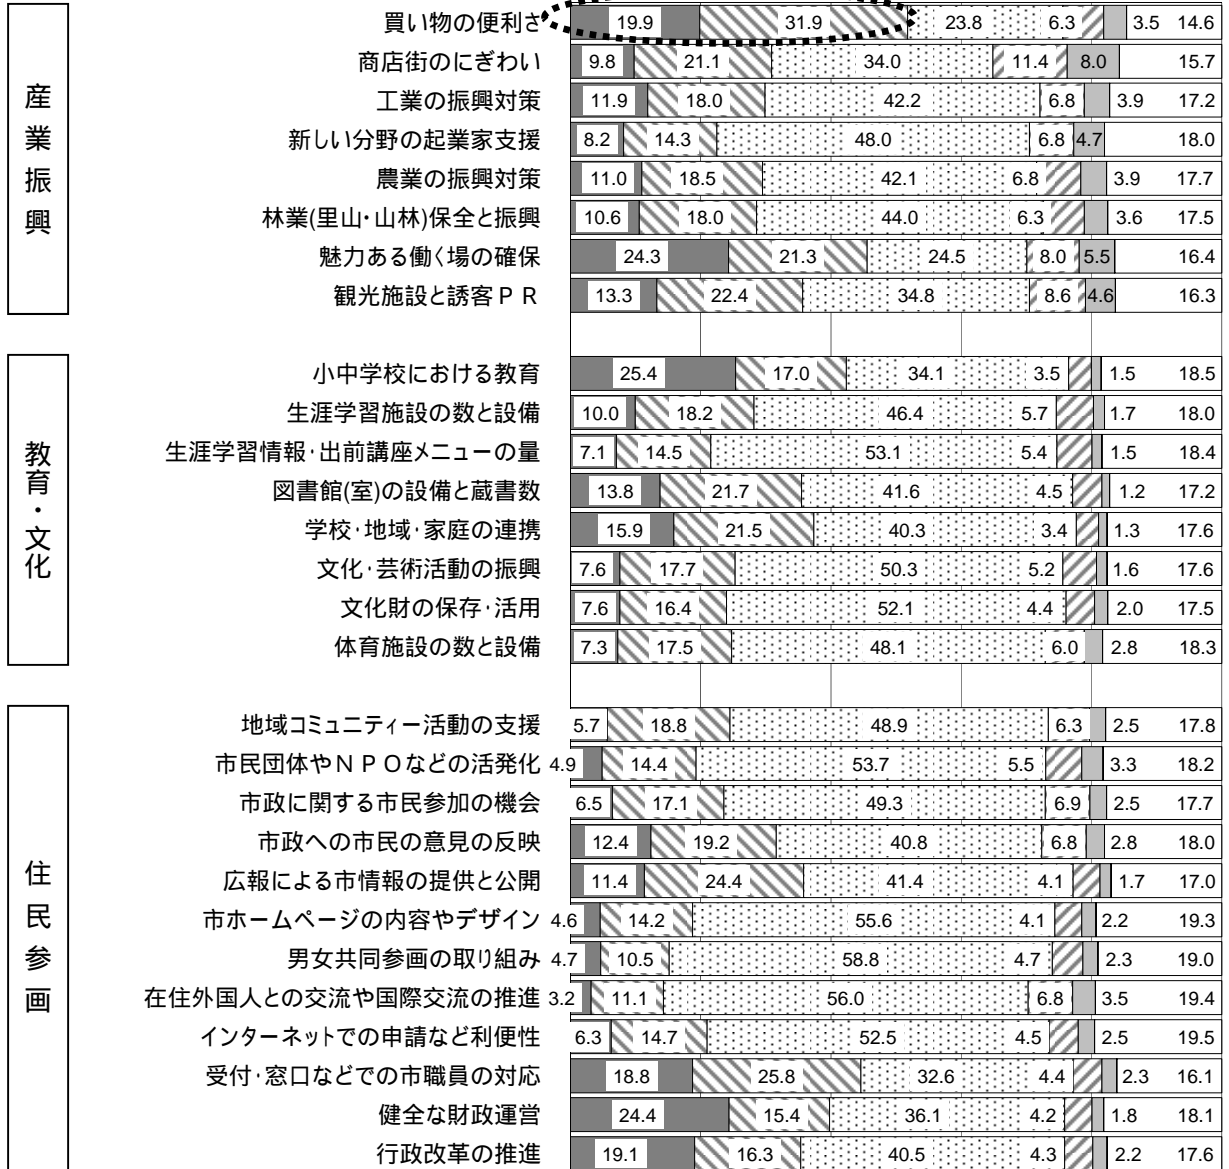 産業振興
買い物の便利さ 19.9 31.9 23.8 6.3 3.5 14.6
商店街のにぎわい 9.8 21.1 34.0 11.4 8.0 15.7
工業の振興対策 11.9 18.0 42.2 6.8 3.9 17.2
新しい分野の起業家支援 8.2 14.3 48.0 6.8 4.7 18.0
農業の振興対策 11.0 18.5 42.1 6.8 3.9 17.7
林業(里山･山林)保全と振興 10.6 18.0 44.0 6.3 3.6 17.5
魅力ある働く場の確保 24.3 21.3 24.5 8.0 5.5 16.4
観光施設と誘客ＰＲ 13.3 22.4 34.8 8.6 4.6 16.3
教育・文化
小中学校における教育 25.4 17.0 34.1 3.5 1.5 18.5
生涯学習施設の数と設備 10.0 18.2 46.4 5.7 1.7 18.0
生涯学習情報･出前講座メニューの量 7.1 14.5 53.1 5.4 1.5 18.4
図書館(室)の設備と蔵書数 13.8 21.7 41.6 4.5 1.2 17.2
学校･地域･家庭の連携 15.9 21.5 40.3 3.4 1.3 17.6
文化･芸術活動の振興 7.6 17.7 50.3 5.2 1.6 17.6
文化財の保存･活用 7.6 16.4 52.1 4.4 2.0 17.5
体育施設の数と設備 7.3 17.5 48.1 6.0 2.8 18.3
住民参画
地域コミュニティー活動の支援 5.7 18.8 48.9 6.3 2.5 17.8
市民団体やＮＰＯなどの活発化 4.9 14.4 53.7 5.5 3.3 18.2
市政に関する市民参加の機会 6.5 17.1 49.3 6.9 2.5 17.7
市政への市民の意見の反映 12.4 19.2 40.8 6.8 2.8 18.0
広報による市情報の提供と公開 11.4 24.4 41.4 4.1 1.7 17.0
市ホームページの内容やデザイン 4.6 14.2 55.6 4.1 2.2 19.3
男女共同参画の取り組み 4.7 10.5 58.8 4.7 2.3 19.0
在住外国人との交流や国際交流の推進 3.2 11.1 56.0 6.8 3.5 19.4
インターネットでの申請など利便性 6.3 14.7 52.5 4.5 2.5 19.5
受付･窓口などでの市職員の対応 18.8 25.8 32.6 4.4 2.3 16.1
健全な財政運営 24.4 15.4 36.1 4.2 1.8 18.1
行政改革の推進 19.1 16.3 40.5 4.3 2.2 17.6